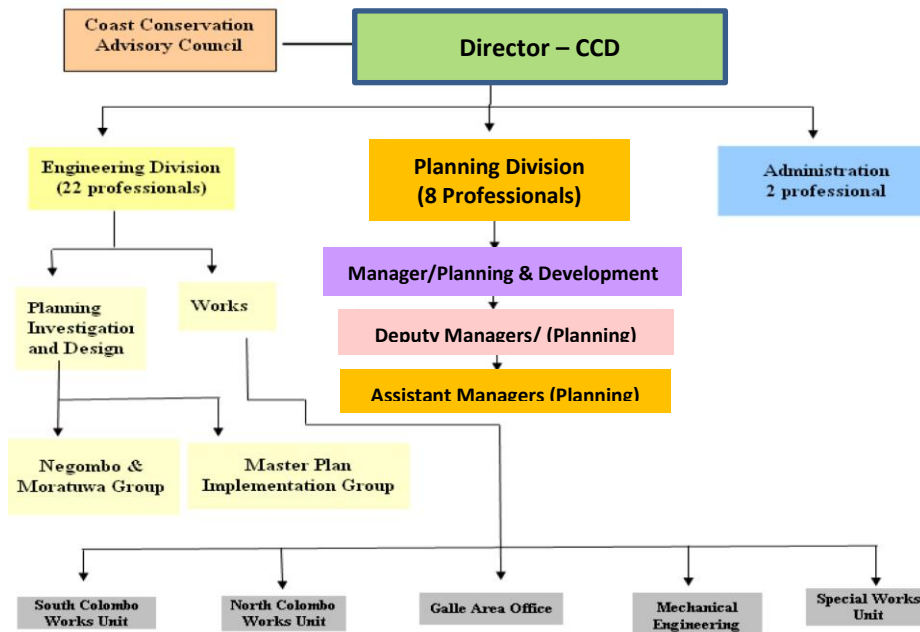 Coast Conservation
Advisory Council
Director – CCD
Engineering Division
(22 professionals)
Planning Division
(8 Professionals)
Administration
2 professional
Manager/Planning & Development
Planning
Investigation
and Design
Works
Deputy Managers/ (Planning)
Assistant Managers (Planning)
Negombo &
Moratuwa Group
Master Plan
Implementation Group
South Colombo
Works Unit
North Colombo
Works Unit
Galle Area Office
Mechanical
Engineering
Special Works
Unit